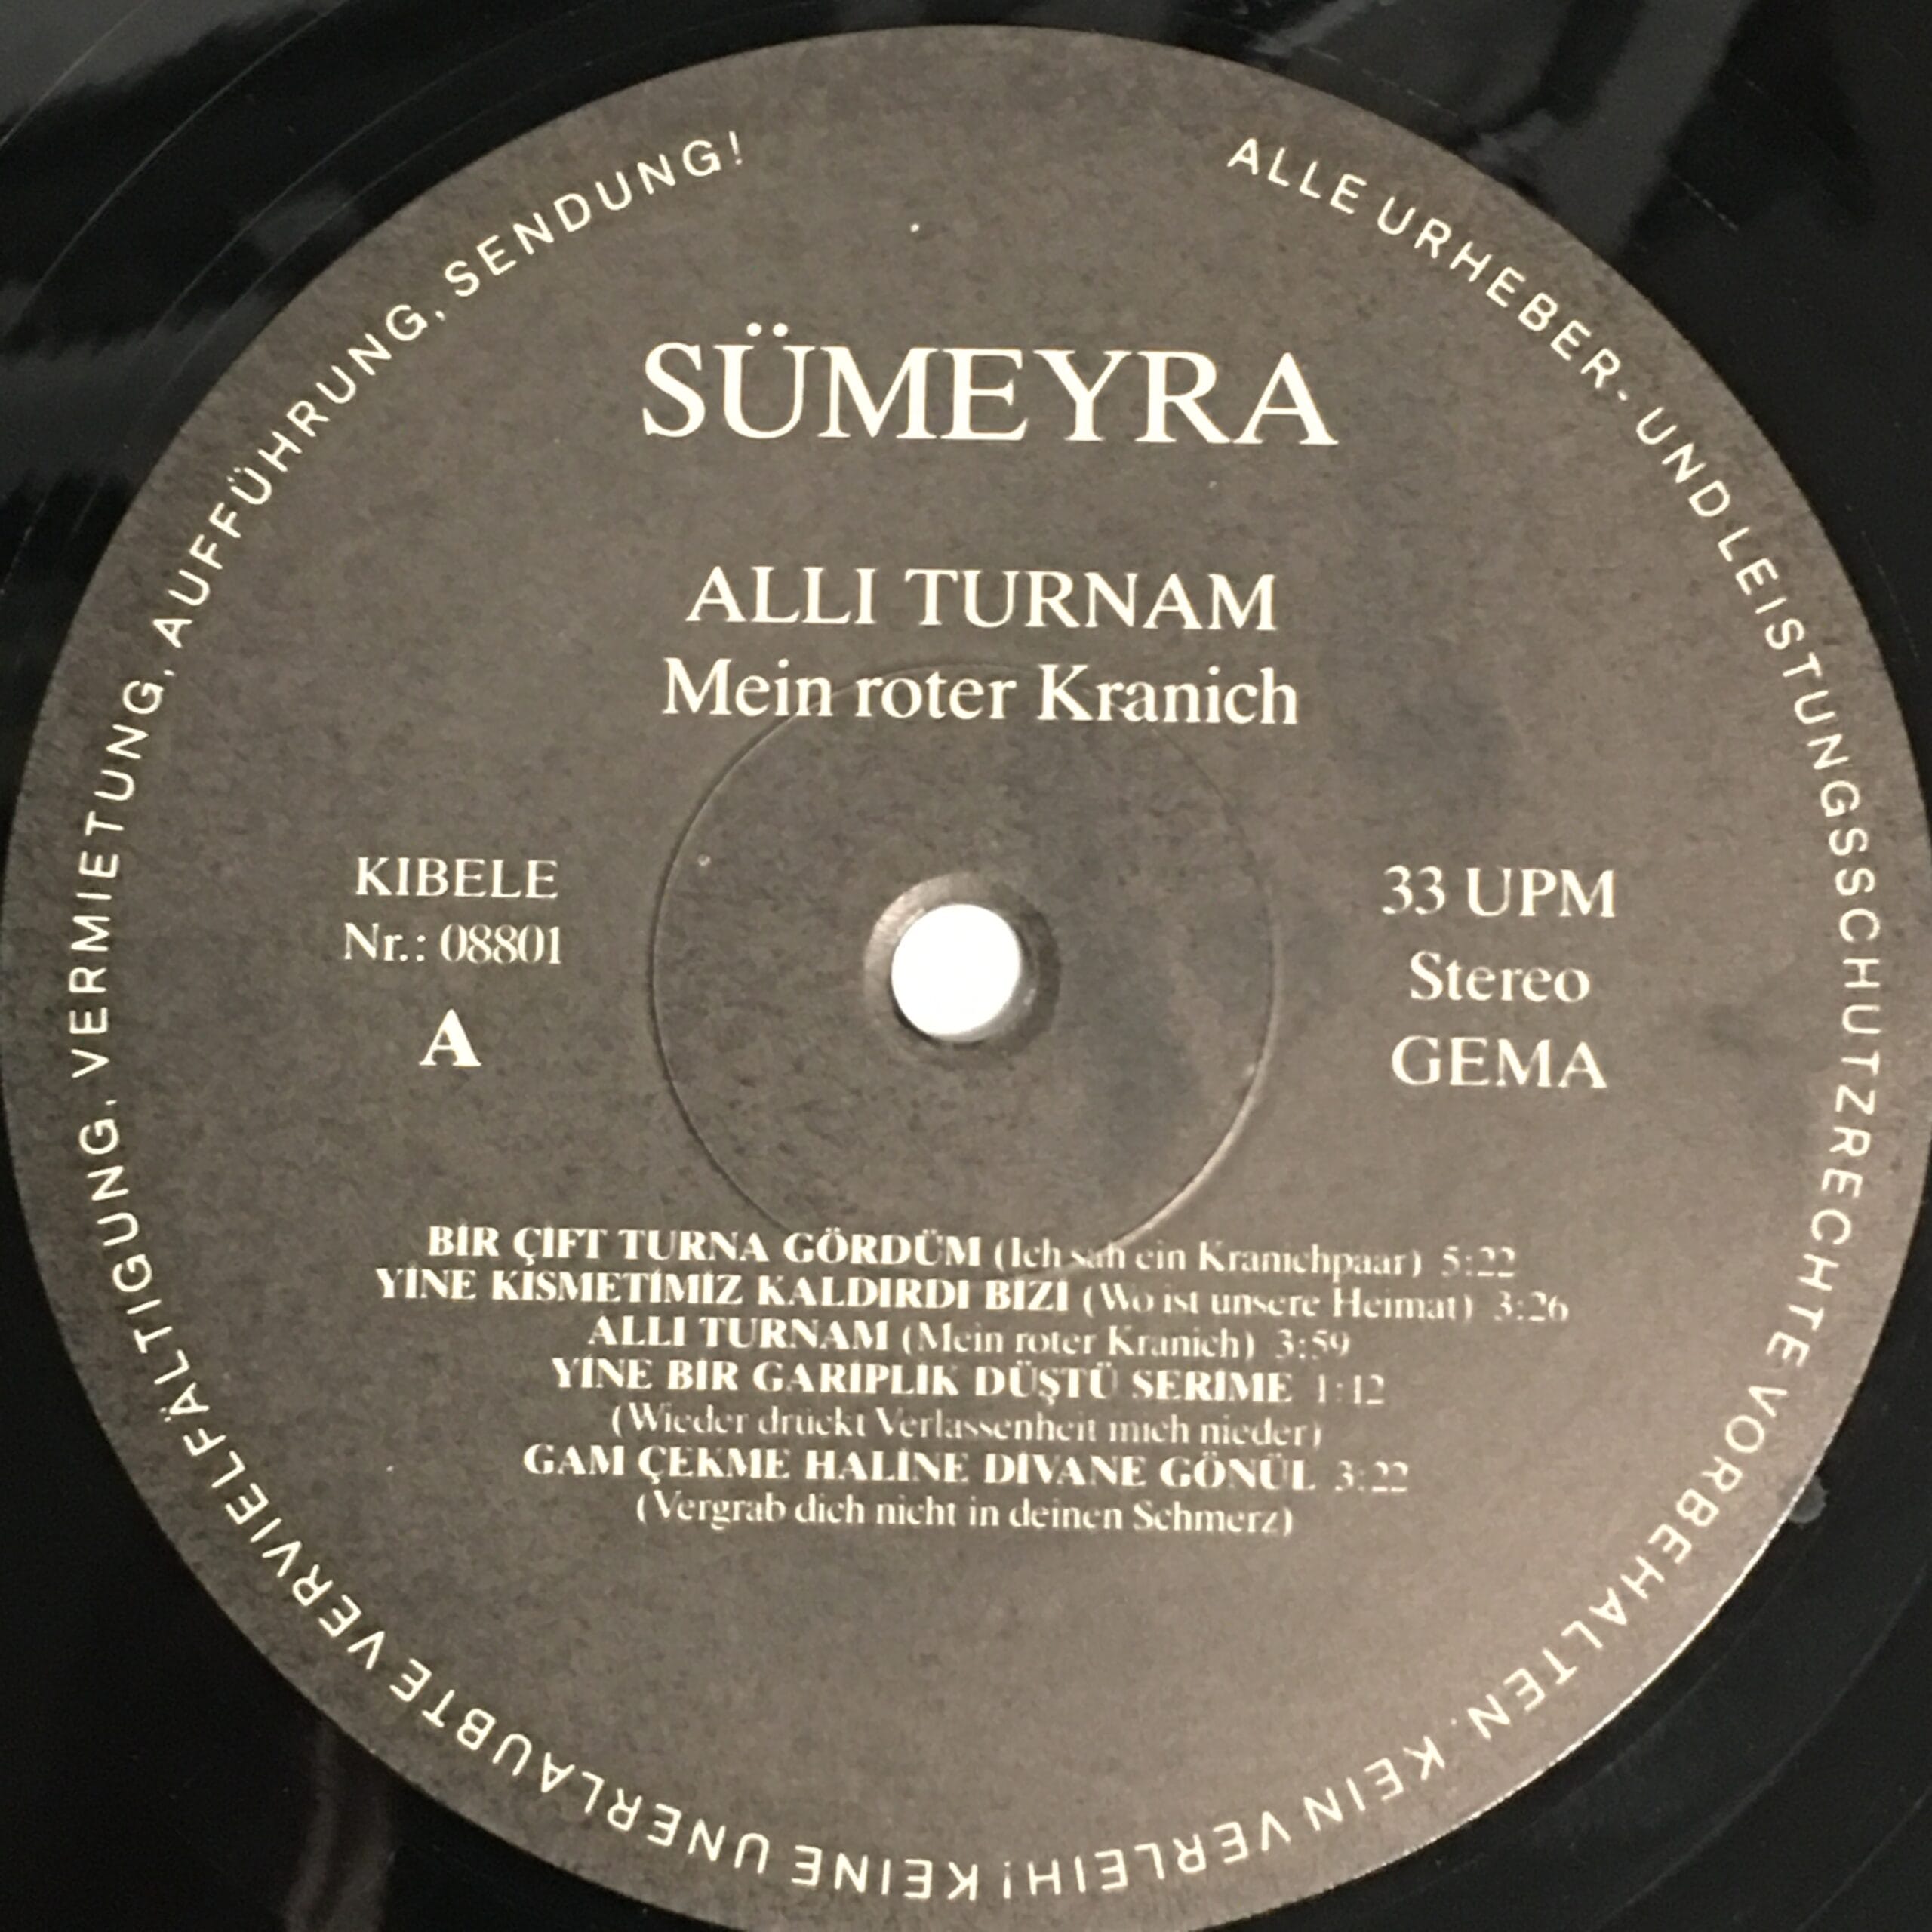 ALLE URHEBER- UND LEISTUNGSSCHUTZRECHTE VORBEHALTEN. KEIN VERLEIH! KEINE UNERLAUBTE VERVIELFÄLTIGUNG, VERMIETUNG, AUFFÜHRUNG, SENDUNG!
SÜMEYRA
ALLI TURNAM
Mein roter Kranich
KIBELE
Nr.: 08801
A
33 UPM
Stereo
GEMA
BİR ÇİFT TURNA GÖRDÜM (Ich sah ein Kranichpaar) 5:22
YİNE KISMETİMİZ KALDIRDI BİZİ (Wo ist unsere Heimat) 3:26
ALLI TURNAM (Mein roter Kranich) 3:59
YİNE BİR GARİPLİK DÜŞTÜ SERİME 1:12
(Wieder drückt Verlassenheit mich nieder)
GAM ÇEKME HALİNE DİVANE GÖNÜL 3:22
(Vergrab dich nicht in deinen Schmerz)